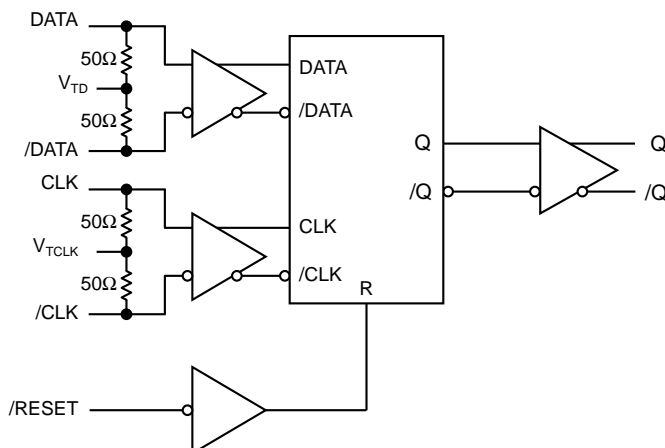 DATA
50Ω
VTD
50Ω
/DATA
CLK
50Ω
VTCLK
50Ω
/CLK
/RESET
DATA
/DATA
CLK
/CLK
R
Q
/Q
Q
/Q